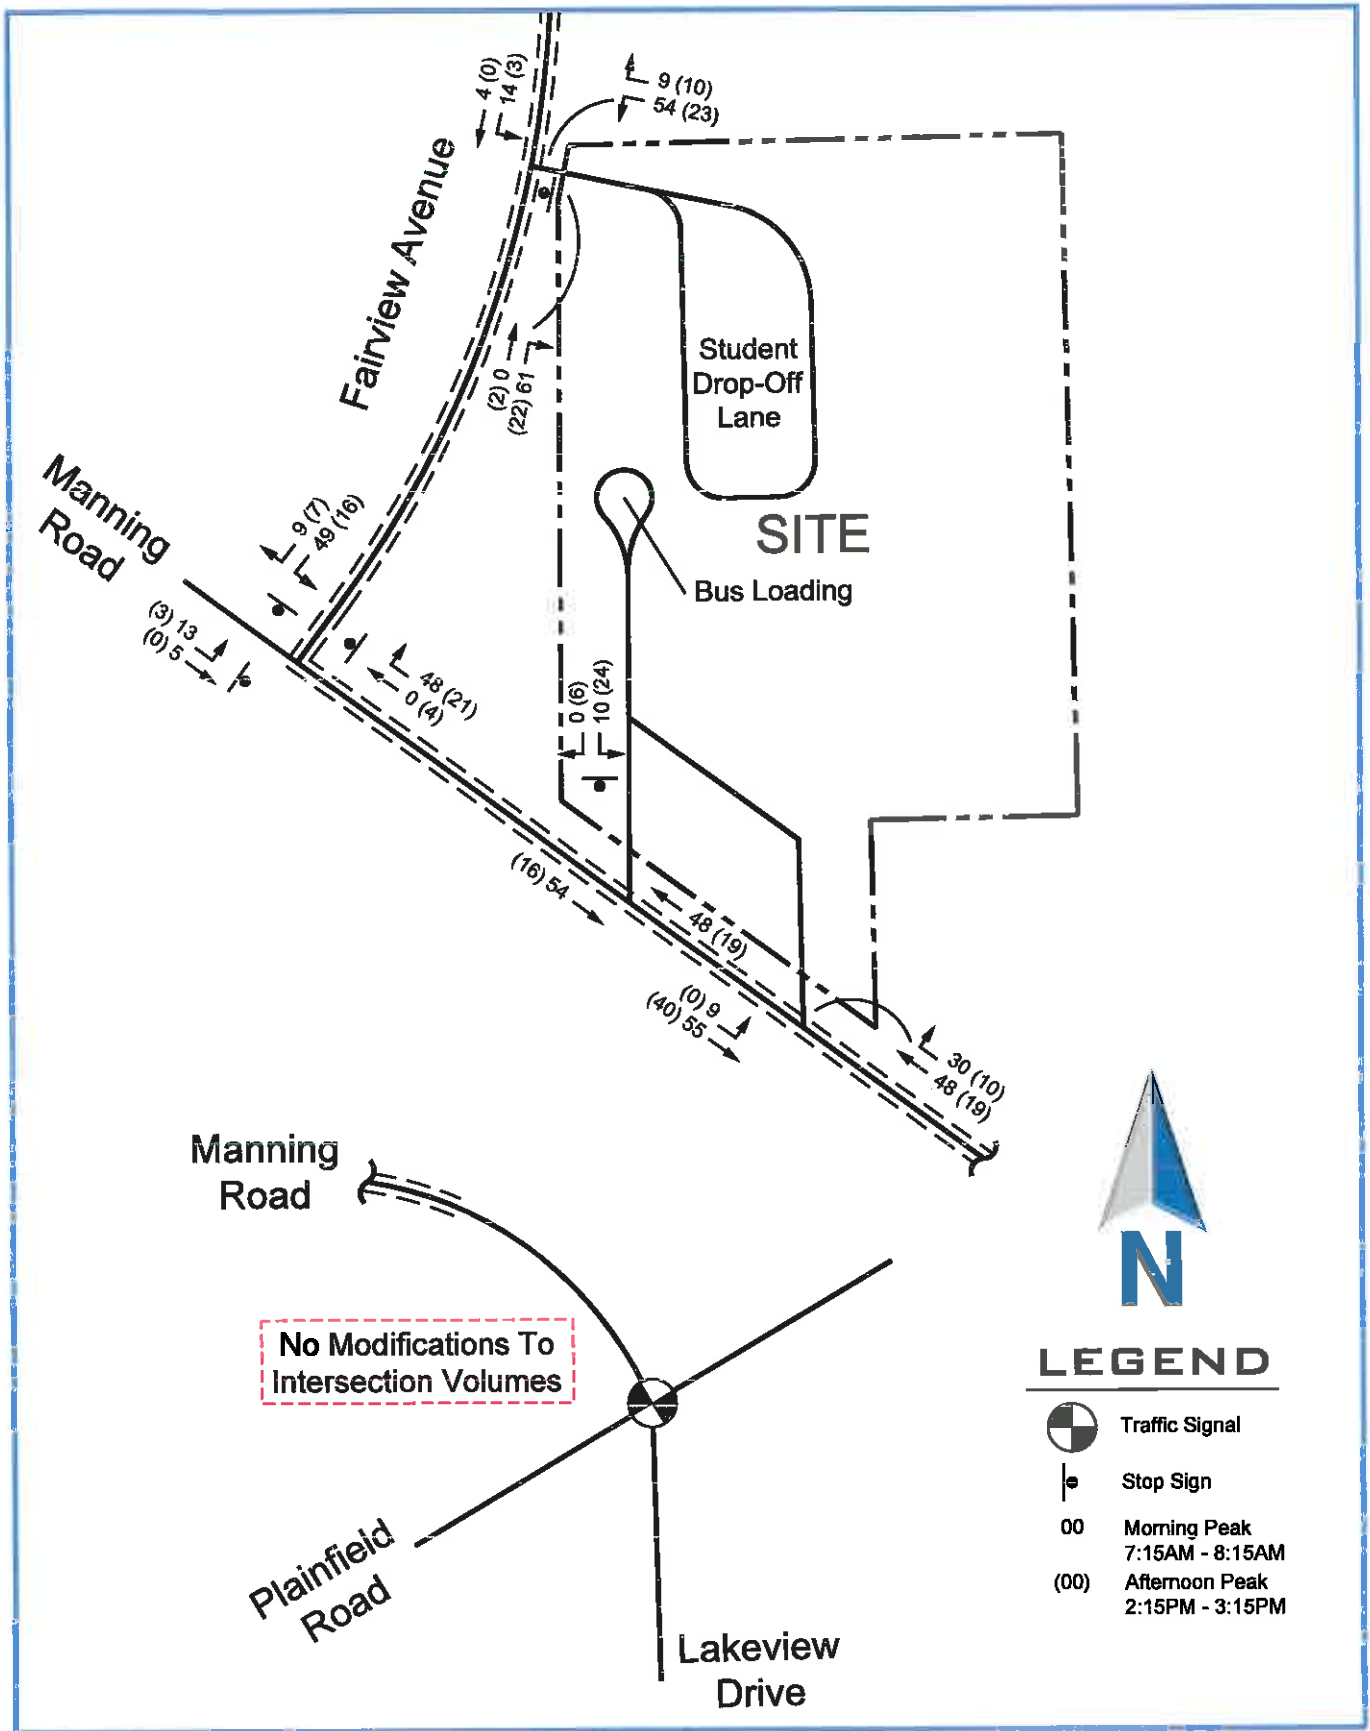 4 (0)
14 (3)
9 (10)
54 (23)
Fairview Avenue
(2) 0
(22) 61
Student
Drop-Off
Lane
SITE
Bus Loading
Manning
Road
9 (7)
49 (16)
(3) 13
(0) 5
48 (21)
0 (4)
0 (6)
10 (24)
(16) 54
48 (19)
(0) 9
(40) 55
30 (10)
48 (19)
Manning
Road
No Modifications To
Intersection Volumes
Plainfield
Road
Lakeview
Drive
N
LEGEND
Traffic Signal
Stop Sign
00 Morning Peak
7:15AM - 8:15AM
(00) Afternoon Peak
2:15PM - 3:15PM